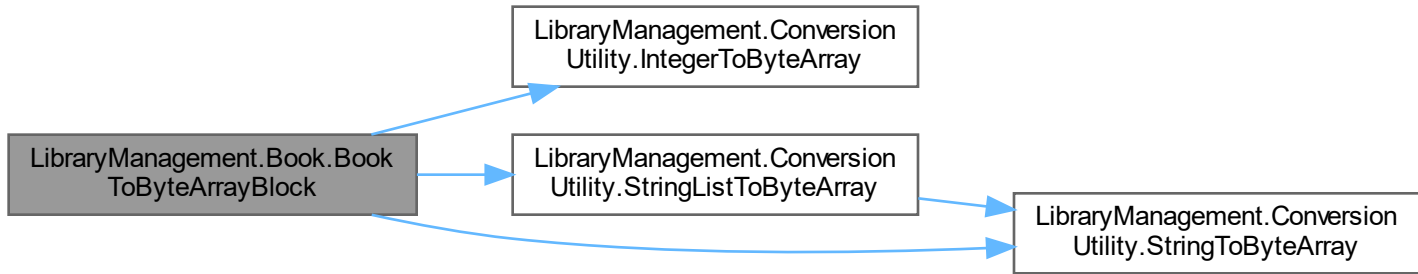 LibraryManagement.Conversion
Utility.IntegerToByteArray
LibraryManagement.Book.Book
ToByteArrayBlock
LibraryManagement.Conversion
Utility.StringListToByteArray
LibraryManagement.Conversion
Utility.StringToByteArray